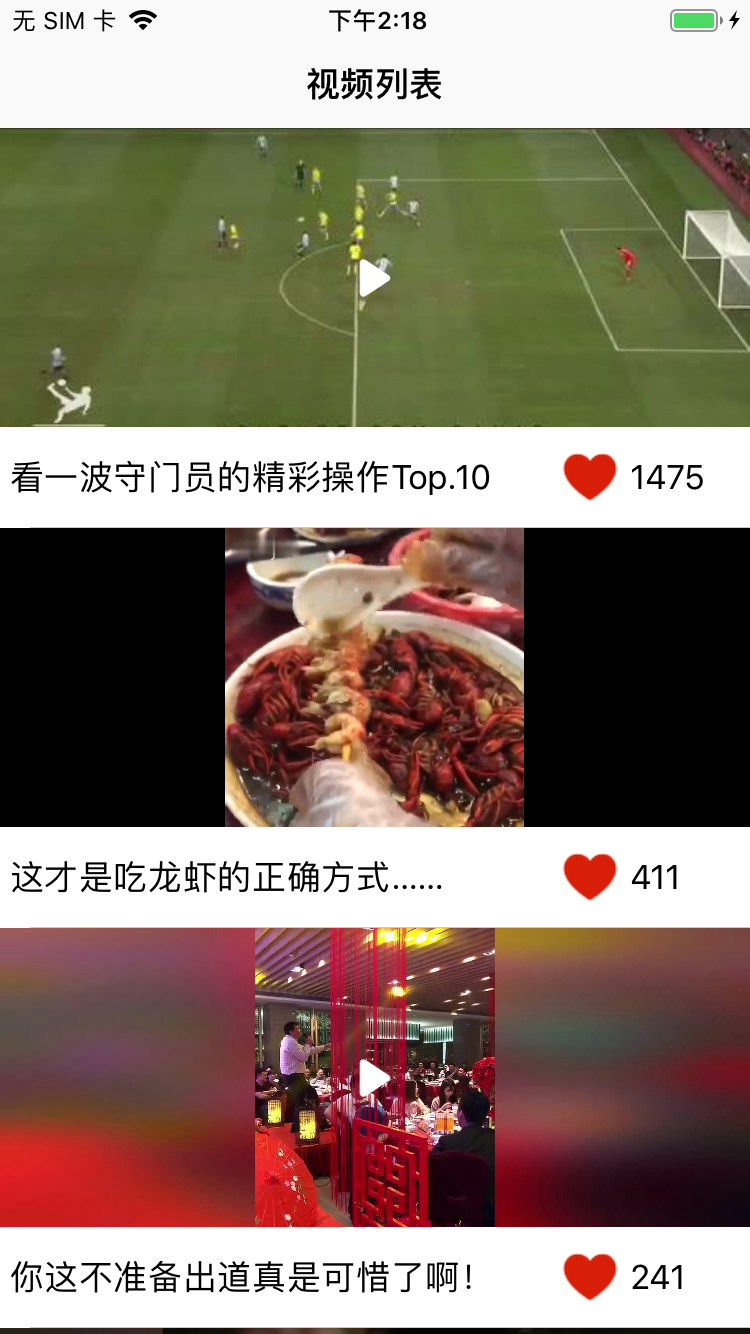 无 SIM 卡
下午2:18
视频列表
看一波守门员的精彩操作Top.10
1475
这才是吃龙虾的正确方式......
411
你这不准备出道真是可惜了啊！
241